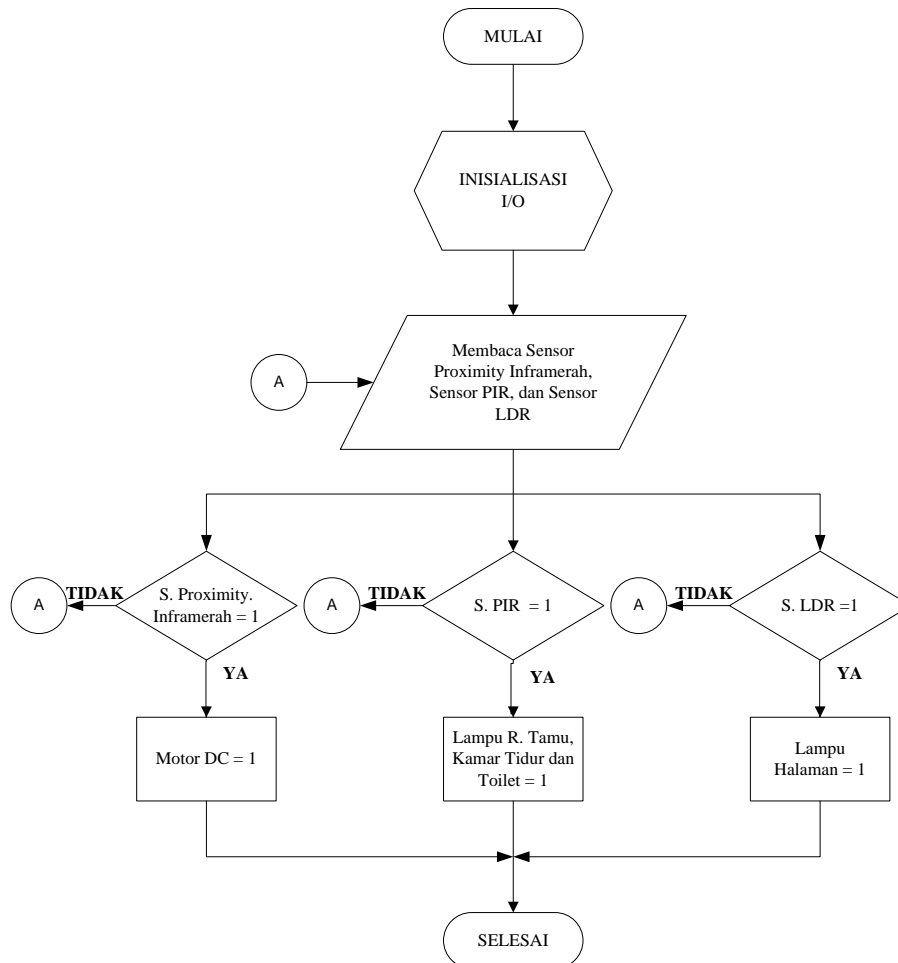 MULAI
INISIALISASI
I/O
Membaca Sensor
Proximity Inframerah,
Sensor PIR, dan Sensor
LDR
A
A
TIDAK
S. Proximity.
Inframerah = 1
YA
A
TIDAK
S. PIR = 1
YA
A
TIDAK
S. LDR =1
YA
Motor DC = 1
Lampu R. Tamu,
Kamar Tidur dan
Toilet = 1
Lampu
Halaman = 1
SELESAI